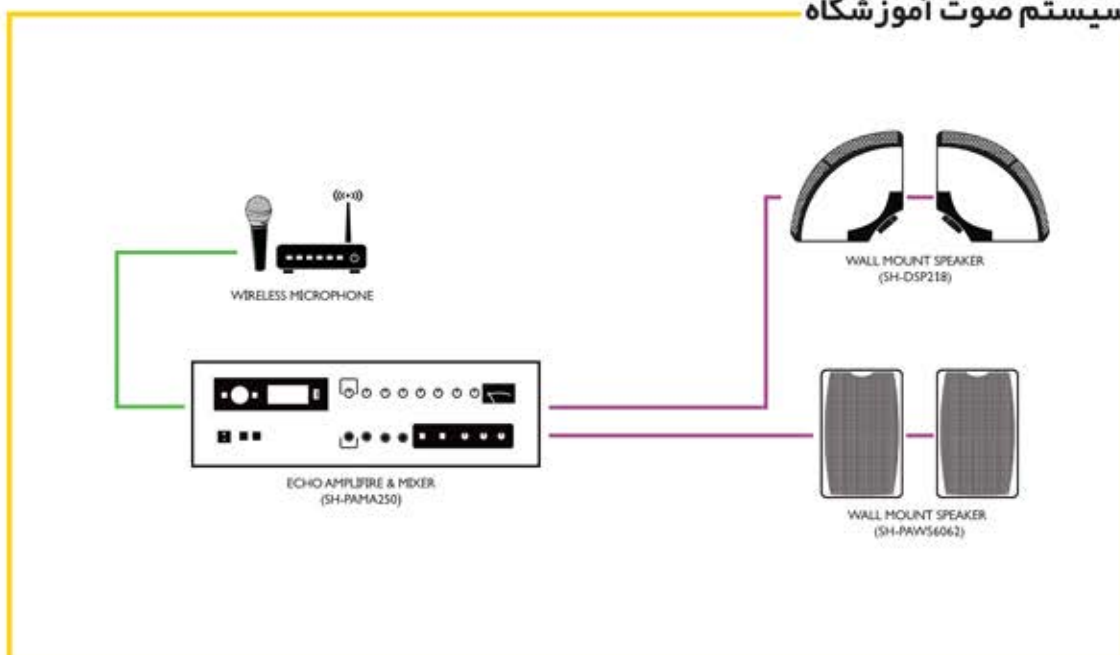 سیستم صوت آموزشگاه
WIRELESS MICROPHONE
WALL MOUNT SPEAKER
(SH-DSP218)
ECHO AMPLIFIRE & MIXER
(SH-PAMA250)
WALL MOUNT SPEAKER
(SH-PAWS6062)